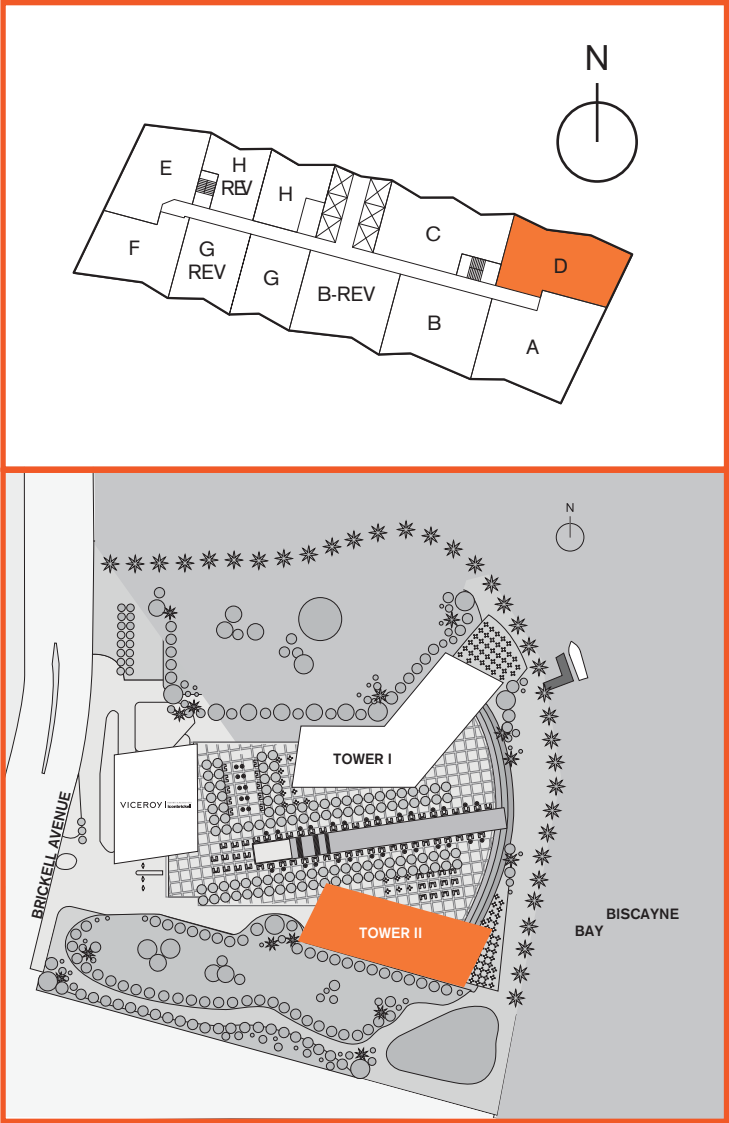 N
E
H
REV
H
C
D
F
G
REV
G
B-REV
B
A
N
TOWER I
VICEROY
BRICKELL AVENUE
BISCAYNE
BAY
TOWER II